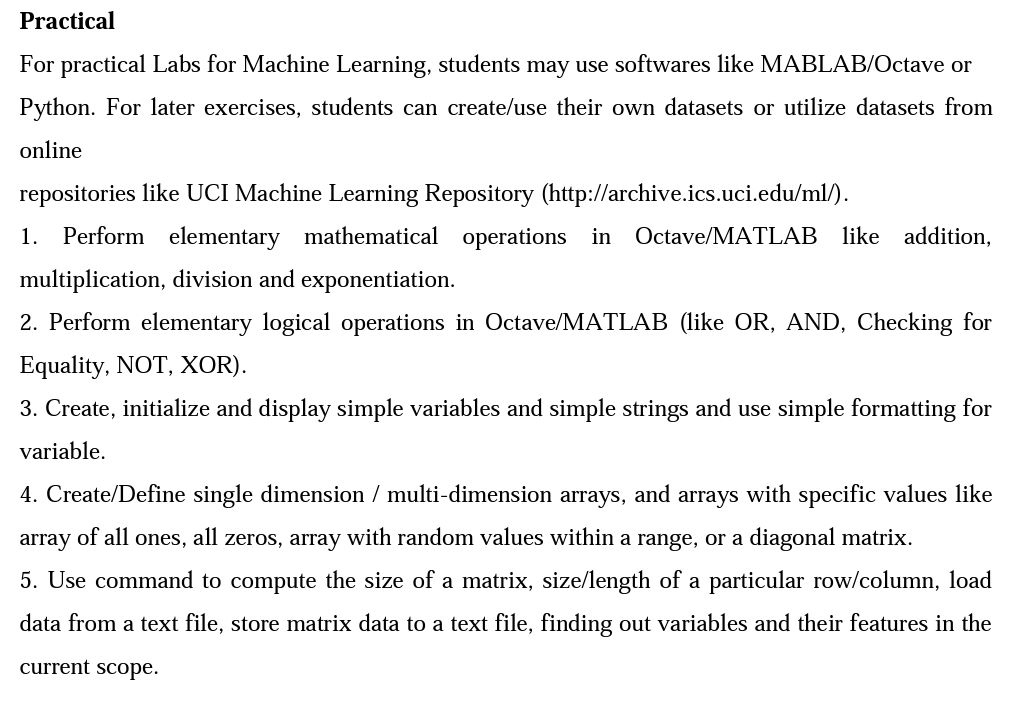 Practical
For practical Labs for Machine Learning, students may use softwares like MABLAB/Octave or
Python. For later exercises, students can create/use their own datasets or utilize datasets from
online
repositories like UCI Machine Learning Repository (http://archive.ics.uci.edu/ml/).
1. Perform elementary mathematical operations in Octave/MATLAB like addition,
multiplication, division and exponentiation.
2. Perform elementary logical operations in Octave/MATLAB (like OR, AND, Checking for
Equality, NOT, XOR).
3. Create, initialize and display simple variables and simple strings and use simple formatting for
variable.
4. Create/Define single dimension / multi-dimension arrays, and arrays with specific values like
array of all ones, all zeros, array with random values within a range, or a diagonal matrix.
5. Use command to compute the size of a matrix, size/length of a particular row/column, load
data from a text file, store matrix data to a text file, finding out variables and their features in the
current scope.